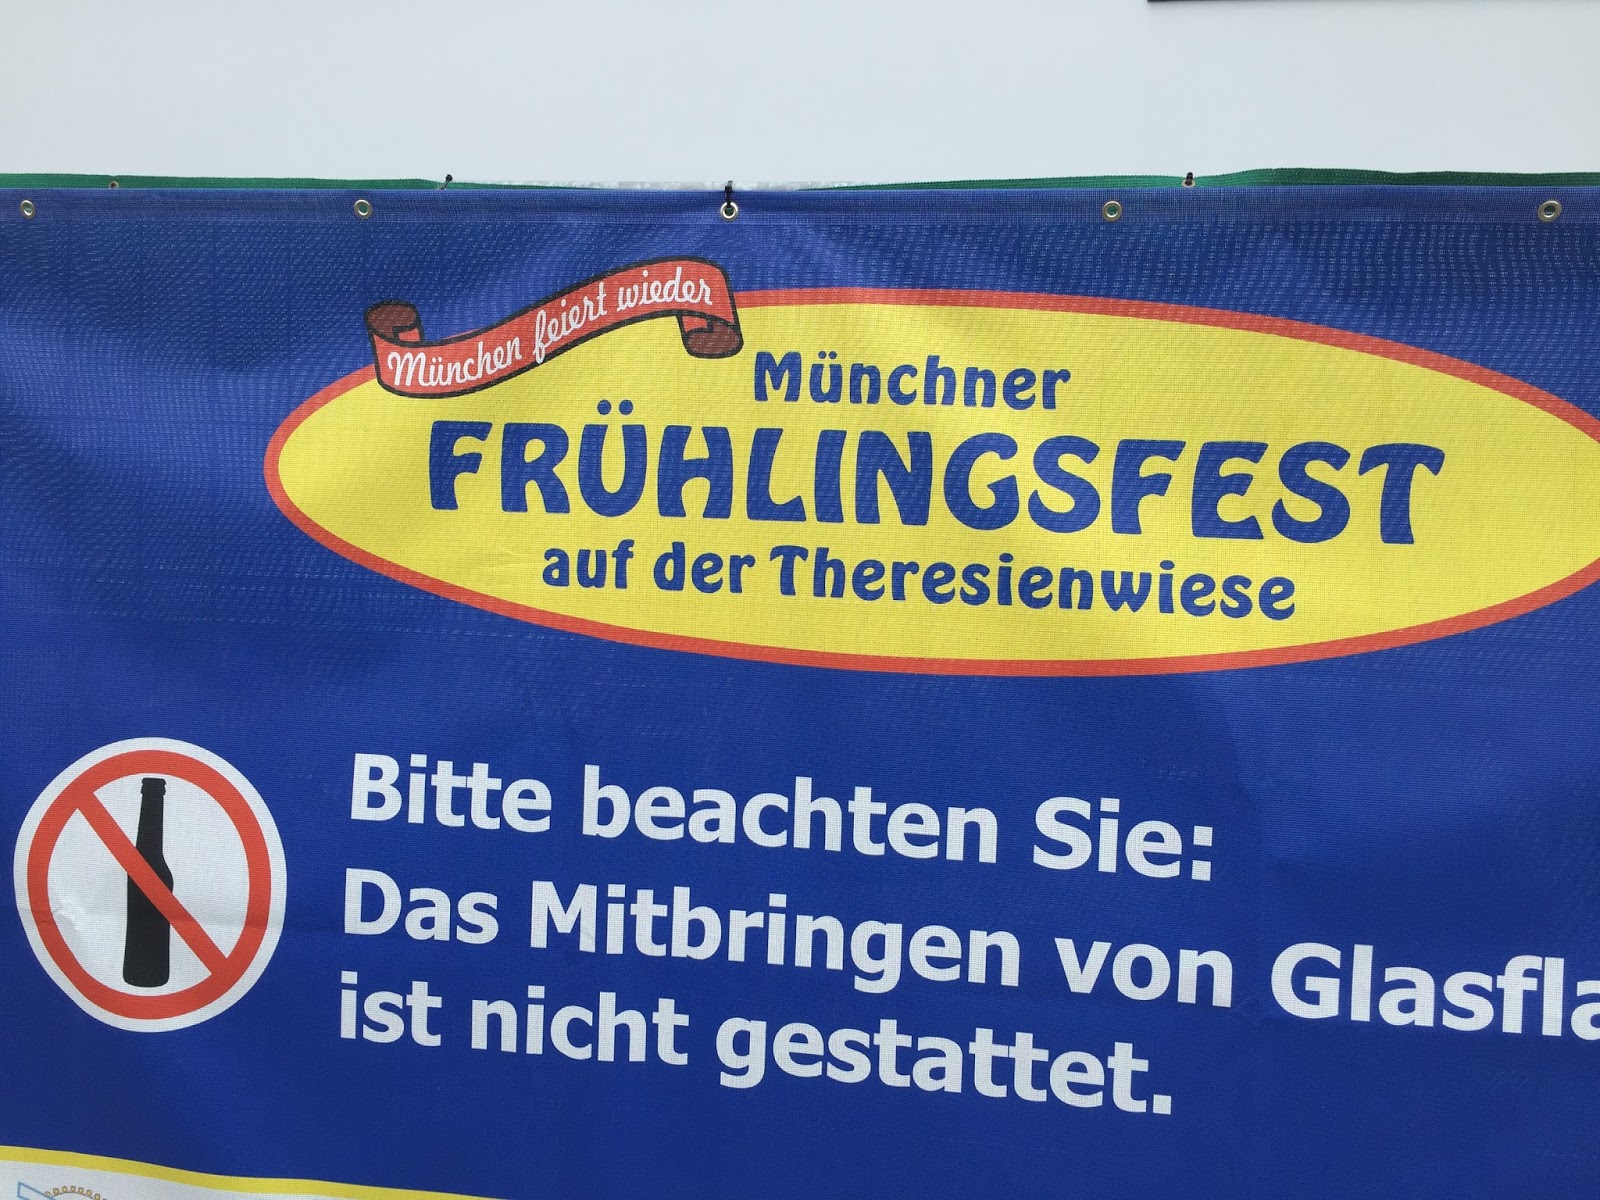 München feiert wieder
Münchner
FRÜHLINGSFEST
auf der Theresienwiese
Bitte beachten Sie:
Das Mitbringen von Glasfla
ist nicht gestattet.